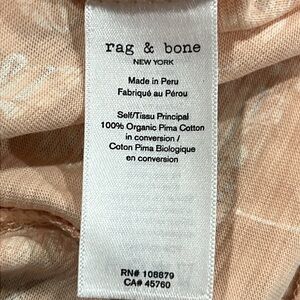 rag & bone
NEW YORK
Made in Peru
Fabriqué au Pérou
Self/Tissu Principal
100% Organic Pima Cotton
in conversion /
Coton Pima Biologique
en conversion
RN# 108879
CA# 45760